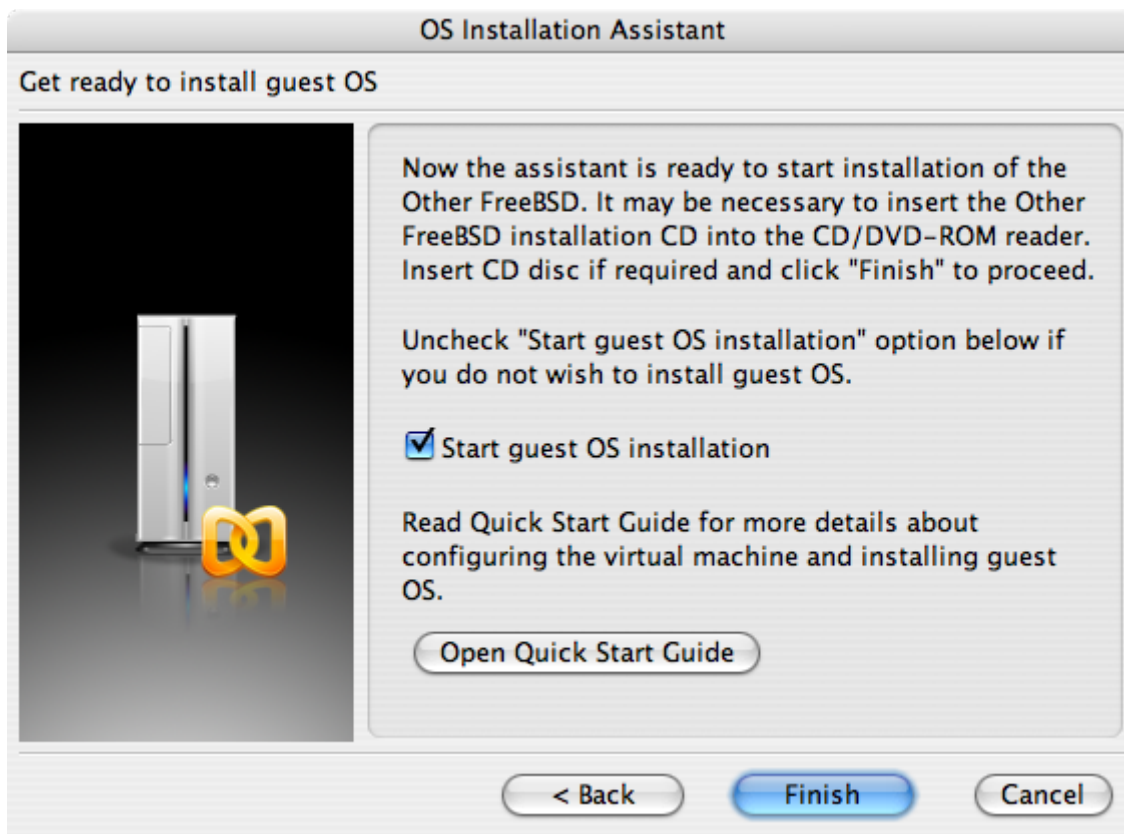 OS Installation Assistant
Get ready to install guest OS
Now the assistant is ready to start installation of the
Other FreeBSD. It may be necessary to insert the Other
FreeBSD installation CD into the CD/DVD-ROM reader.
Insert CD disc if required and click "Finish" to proceed.
Uncheck "Start guest OS installation" option below if
you do not wish to install guest OS.
Start guest OS installation
Read Quick Start Guide for more details about
configuring the virtual machine and installing guest
OS.
Open Quick Start Guide
< Back
Finish
Cancel